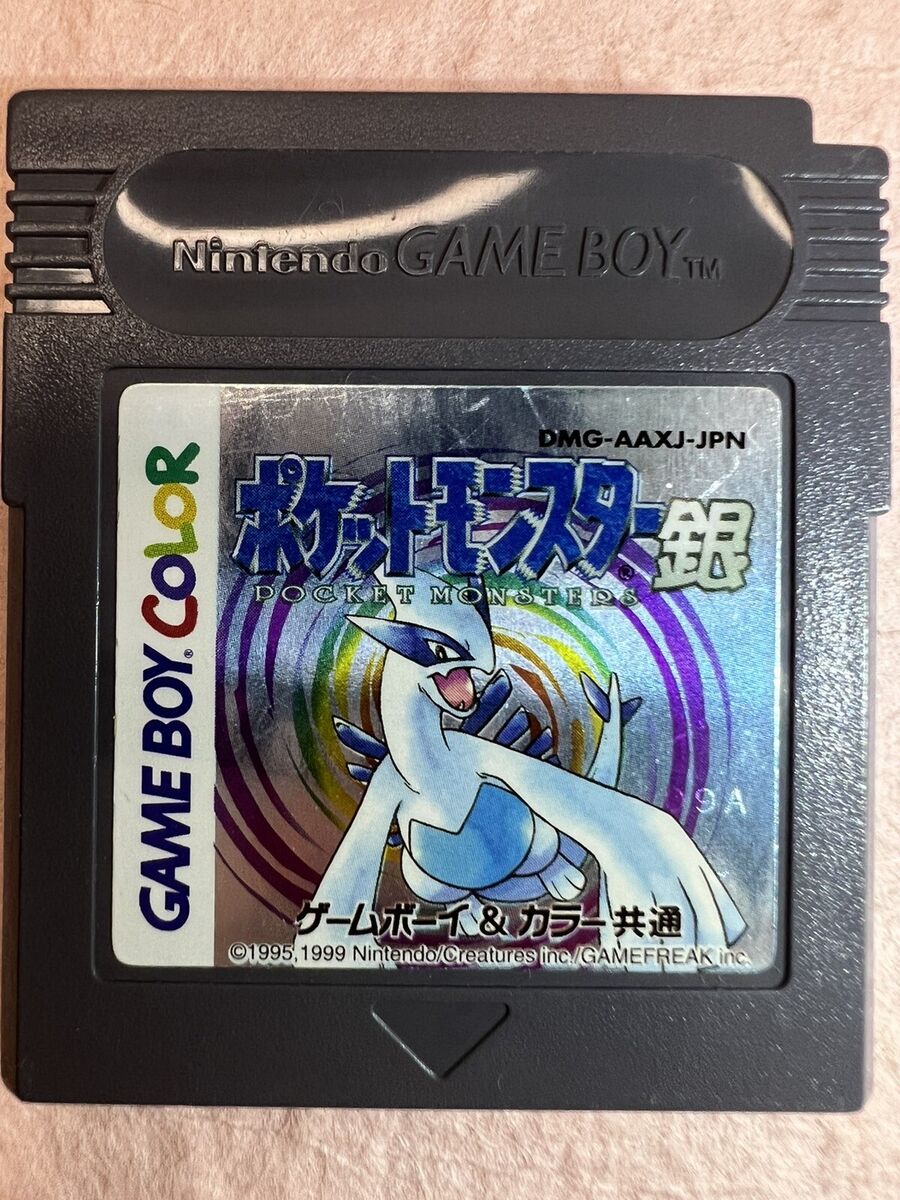 Nintendo GAME BOY TM
GAME BOY® COLOR
DMG-AAXJ-JPN
ポケットモンスター®銀
POCKET MONSTERS
9 A
ゲームボーイ & カラー共通
©1995,1999 Nintendo/Creatures inc./GAMEFREAK inc.